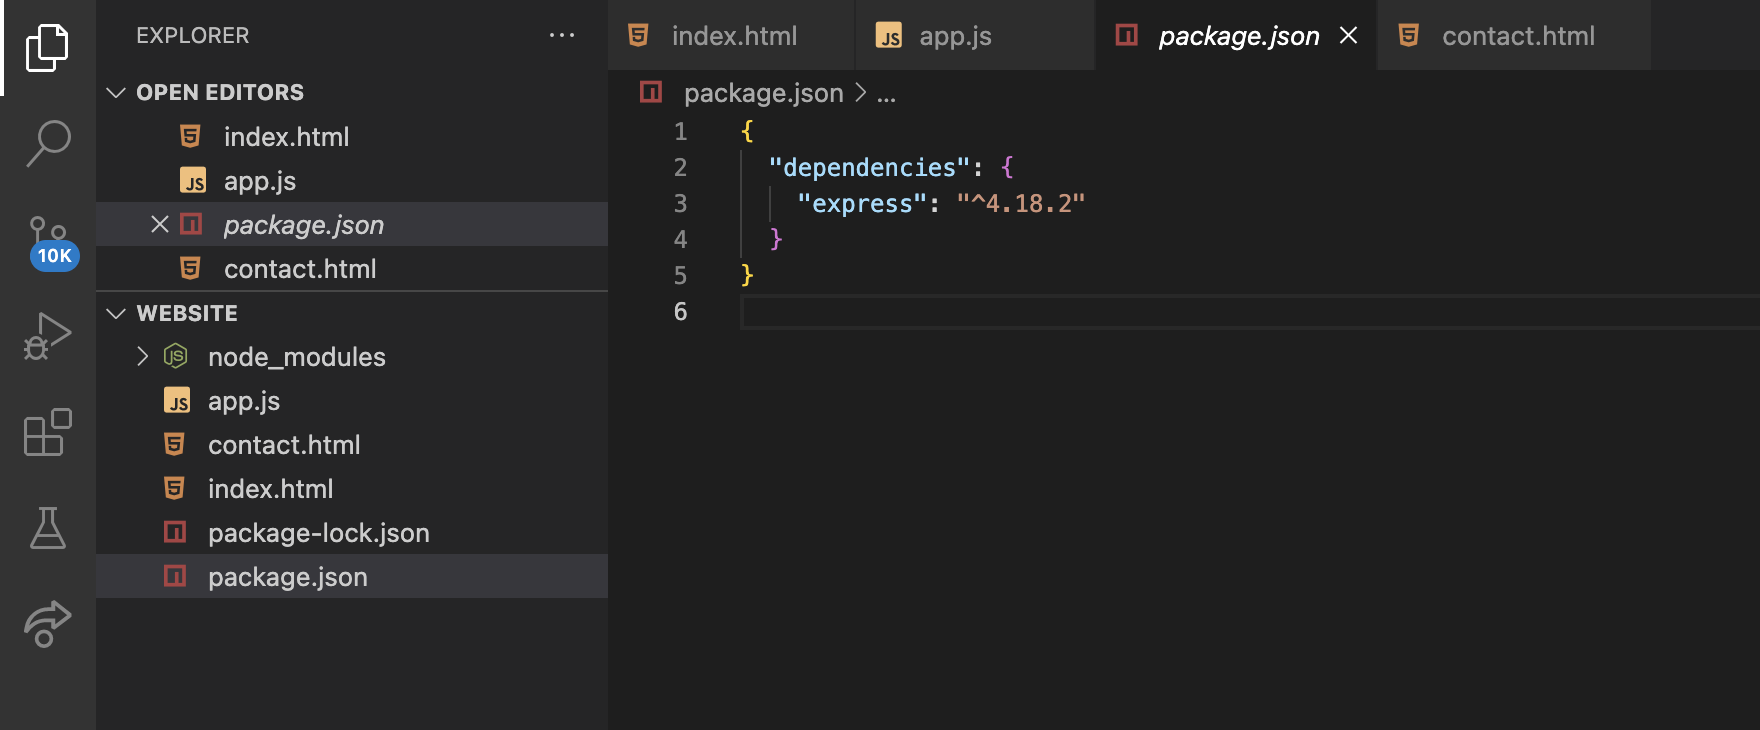 EXPLORER
OPEN EDITORS
index.html
JS app.js
package.json
contact.html
10K
WEBSITE
JS node_modules
JS app.js
contact.html
index.html
package-lock.json
package.json
index.html JS app.js package.json contact.html
package.json > ...
1 {
2 "dependencies": {
3 "express": "^4.18.2"
4 }
5 }
6